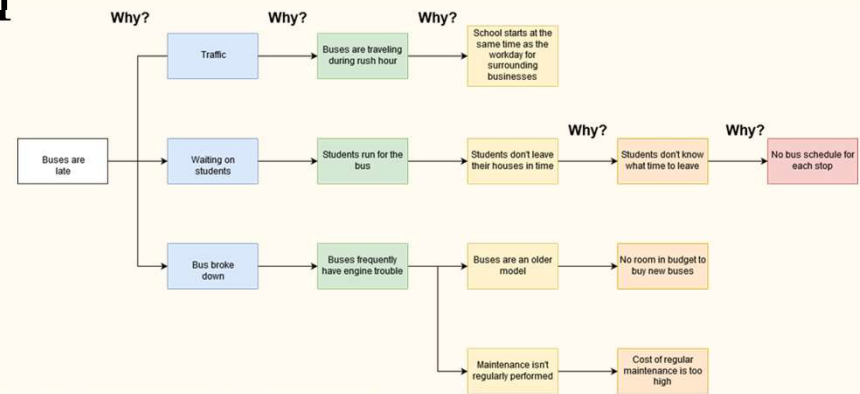 Why?
Why?
Why?
Traffic
Buses are traveling
during rush hour
School starts at the
same time as the
workday for
surrounding
businesses
Why?
Why?
Buses are
late
Waiting on
students
Students run for the
bus
Students don't leave
their houses in time
Students don't know
what time to leave
No bus schedule for
each stop
Bus broke
down
Buses frequently
have engine trouble
Buses are an older
model
No room in budget to
buy new buses
Maintenance isn't
regularly performed
Cost of regular
maintenance is too
high